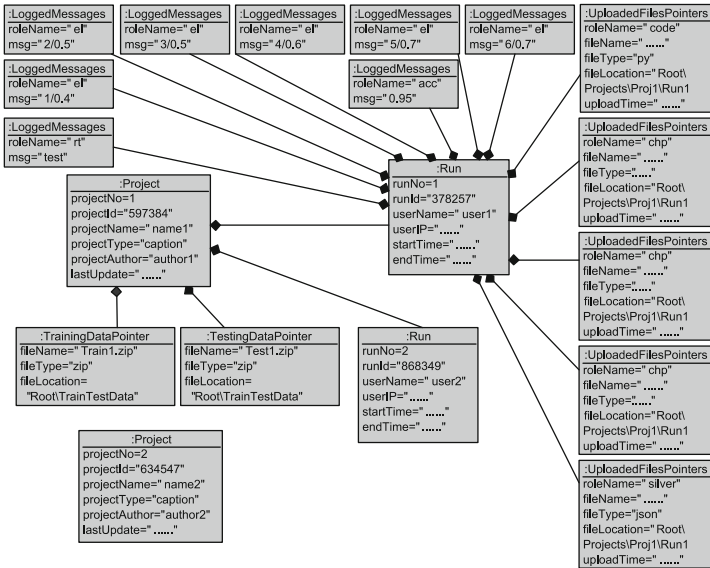 :LoggedMessages
roleName="el"
msg="2/0.5"
:LoggedMessages
roleName="el"
msg="3/0.5"
:LoggedMessages
roleName="el"
msg="4/0.6"
:LoggedMessages
roleName="el"
msg="5/0.7"
:LoggedMessages
roleName="el"
msg="6/0.7"
:LoggedMessages
roleName="el"
msg="1/0.4"
:LoggedMessages
roleName="acc"
msg="0.95"
:LoggedMessages
roleName="rt"
msg="test"
:Project
projectNo=1
projectId="597384"
projectName="name1"
projectType="caption"
projectAuthor="author1"
lastUpdate="......"
:Run
runNo=1
runId="378257"
userName="user1"
userIP="......"
startTime="......"
endTime="......"
:TrainingDataPointer
fileName="Train1.zip"
fileType="zip"
fileLocation=
"Root\TrainTestData"
:TestingDataPointer
fileName="Test1.zip"
fileType="zip"
fileLocation=
"Root\TrainTestData"
:Run
runNo=2
runId="868349"
userName="user2"
userIP="......"
startTime="......"
endTime="......"
:Project
projectNo=2
projectId="634547"
projectName="name2"
projectType="caption"
projectAuthor="author2"
lastUpdate="......"
:UploadedFilesPointers
roleName="code"
fileName="......"
fileType="py"
fileLocation="Root\
Projects\Proj1\Run1
uploadTime="......"
:UploadedFilesPointers
roleName="chp"
fileName="......"
fileType="......"
fileLocation="Root\
Projects\Proj1\Run1
uploadTime="......"
:UploadedFilesPointers
roleName="chp"
fileName="......"
fileType="......"
fileLocation="Root\
Projects\Proj1\Run1
uploadTime="......"
:UploadedFilesPointers
roleName="chp"
fileName="......"
fileType="......"
fileLocation="Root\
Projects\Proj1\Run1
uploadTime="......"
:UploadedFilesPointers
roleName="silver"
fileName="......"
fileType="json"
fileLocation="Root\
Projects\Proj1\Run1
uploadTime="......"